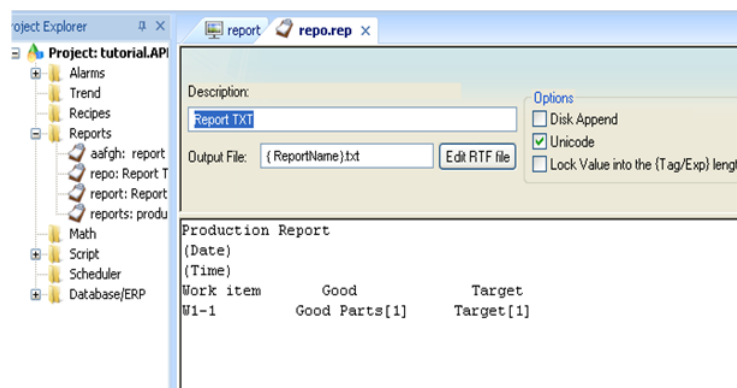 oject Explorer
Project: tutorial.AP
Alarms
Trend
Recipes
Reports
aafgh: report
repo: Report T
report: Report
reports: produ
Math
Script
Scheduler
Database/ERP
report
repo.rep
Description:
Report TXT
Output File:
{ReportName}.txt
Edit RTF file
Options
Disk Append
Unicode
Lock Value into the {Tag/Exp} lengt
Production Report
(Date)
(Time)
Work item Good Target
W1-1 Good Parts[1] Target[1]